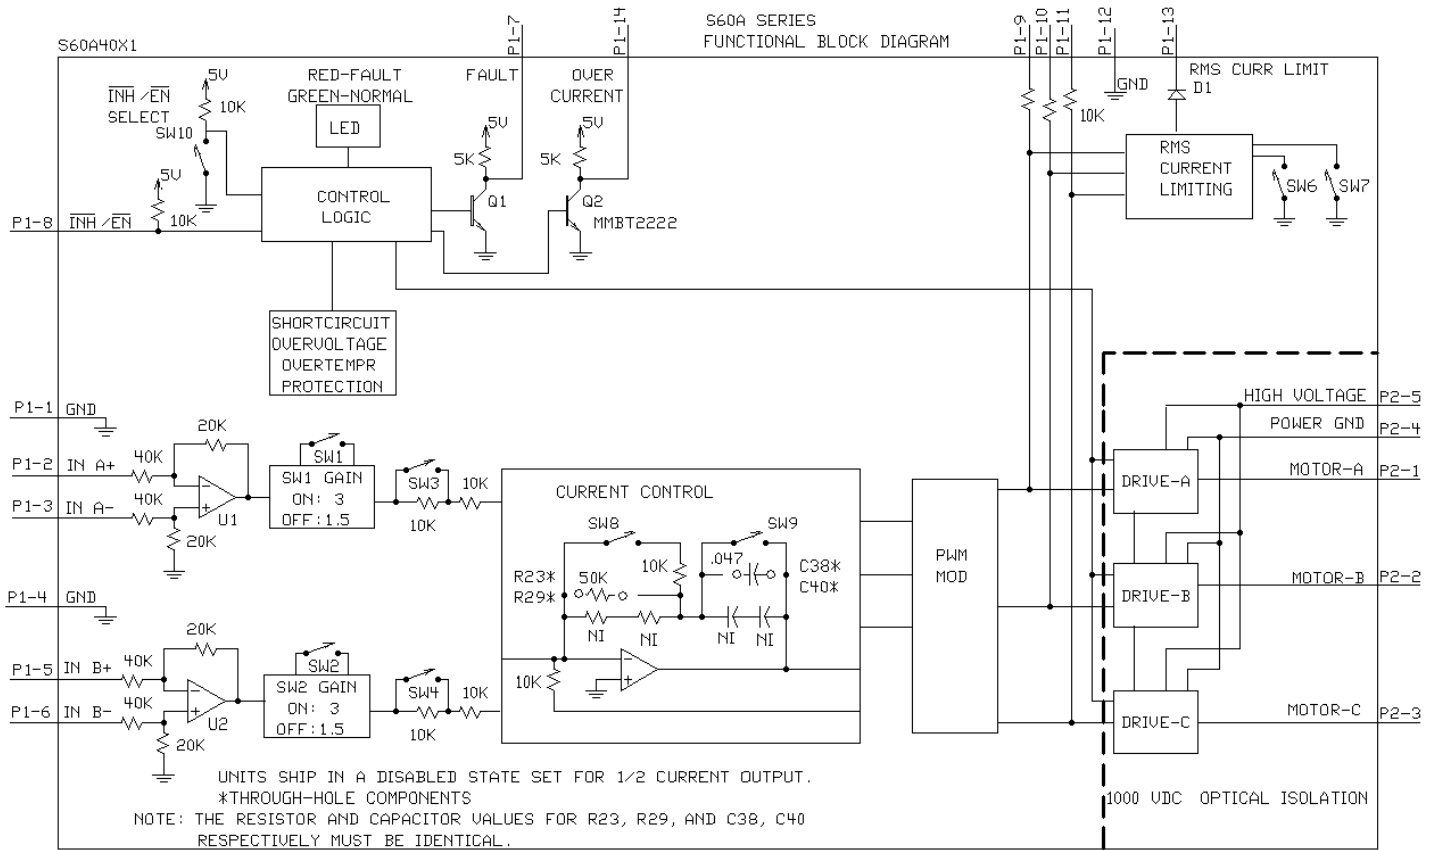 S60A SERIES
FUNCTIONAL BLOCK DIAGRAM
S60A40X1
P1-7
P1-14
P1-9
P1-10
P1-11
P1-12
P1-13
INH/EN
SELECT
SW10
5V
10K
5V
10K
RED-FAULT
GREEN-NORMAL
LED
FAULT
5V
5K
Q1
OVER
CURRENT
5V
5K
Q2
MMBT2222
CONTROL
LOGIC
P1-8
INH/EN
SHORTCIRCUIT
OVERVOLTAGE
OVERTEMPR
PROTECTION
10K
GND
RMS CURR LIMIT
D1
RMS
CURRENT
LIMITING
SW6
SW7
P1-1
GND
P1-2
IN A+
40K
20K
P1-3
IN A-
40K
20K
U1
SW1
SW1 GAIN
ON: 3
OFF:1.5
SW3
10K
10K
P1-4
GND
P1-5
IN B+
40K
20K
P1-6
IN B-
40K
20K
U2
SW2
SW2 GAIN
ON: 3
OFF:1.5
SW4
10K
10K
CURRENT CONTROL
SW8
SW9
R23*
R29*
50K
10K
.047
C38*
C40*
NI
NI
NI
NI
10K
PWM
MOD
HIGH VOLTAGE
P2-5
POWER GND
P2-4
MOTOR-A
P2-1
DRIVE-A
MOTOR-B
P2-2
DRIVE-B
MOTOR-C
P2-3
DRIVE-C
1000 VDC OPTICAL ISOLATION
UNITS SHIP IN A DISABLED STATE SET FOR 1/2 CURRENT OUTPUT.
*THROUGH-HOLE COMPONENTS
NOTE: THE RESISTOR AND CAPACITOR VALUES FOR R23, R29, AND C38, C40
RESPECTIVELY MUST BE IDENTICAL.